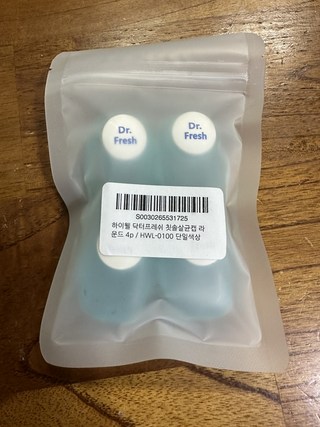 Dr.
Fresh
Dr.
Fresh
S0030265531725
하이웰 닥터프레쉬 칫솔살균캡 라
운드 4p / HWL-0100 단일색상